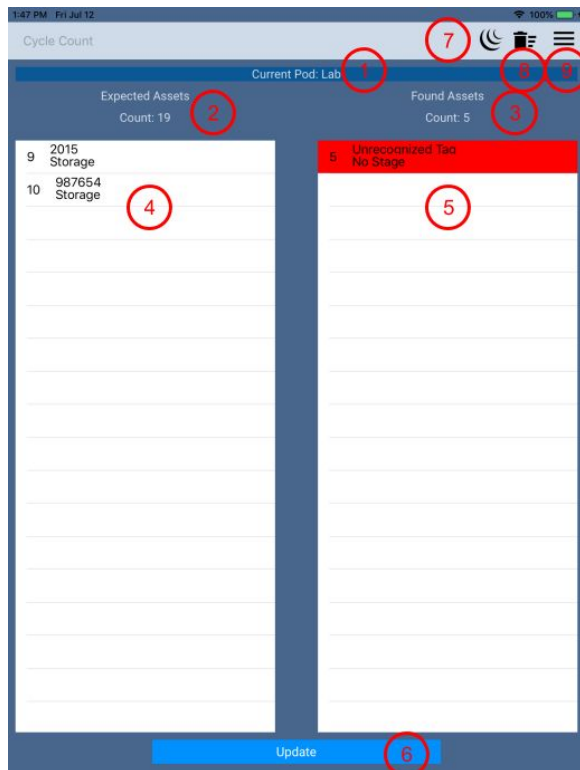 1:47 PM Fri Jul 12 100%
Cycle Count 7
Current Pod: Lab 1 8 9
Expected Assets
Count: 19 2
Found Assets
Count: 5 3
9 2015
Storage
10 987654
Storage
4
5 Unrecognized Tag
No Stage
5
Update 6